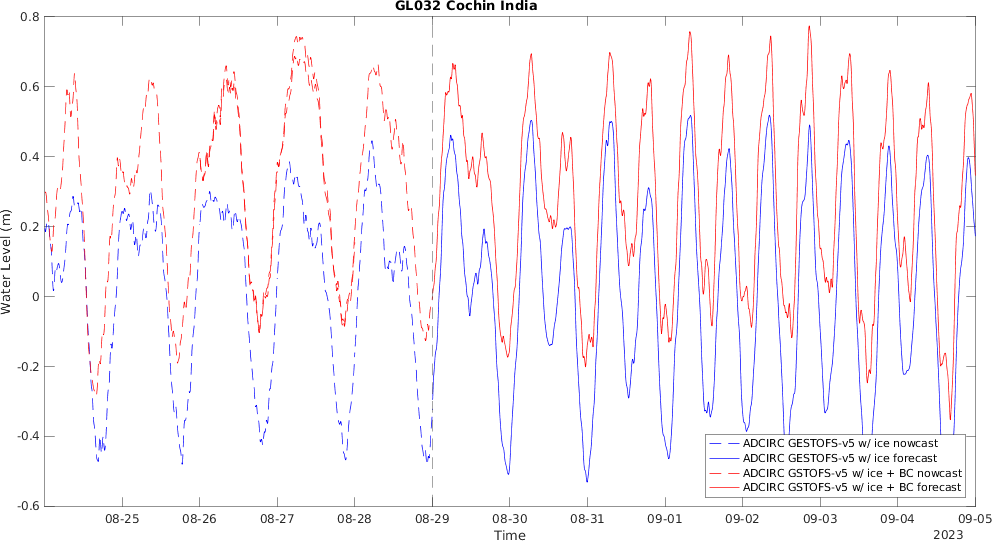 GL032 Cochin India
0.8
0.6
0.4
0.2
0
-0.2
-0.4
-0.6
Water Level (m)
08-25 08-26 08-27 08-28 08-29 08-30 08-31 09-01 09-02 09-03 09-04 09-05
Time
2023
ADCIRC GESTOFS-v5 w/ ice nowcast
ADCIRC GESTOFS-v5 w/ ice forecast
ADCIRC GSTOFS-v5 w/ ice + BC nowcast
ADCIRC GSTOFS-v5 w/ ice + BC forecast